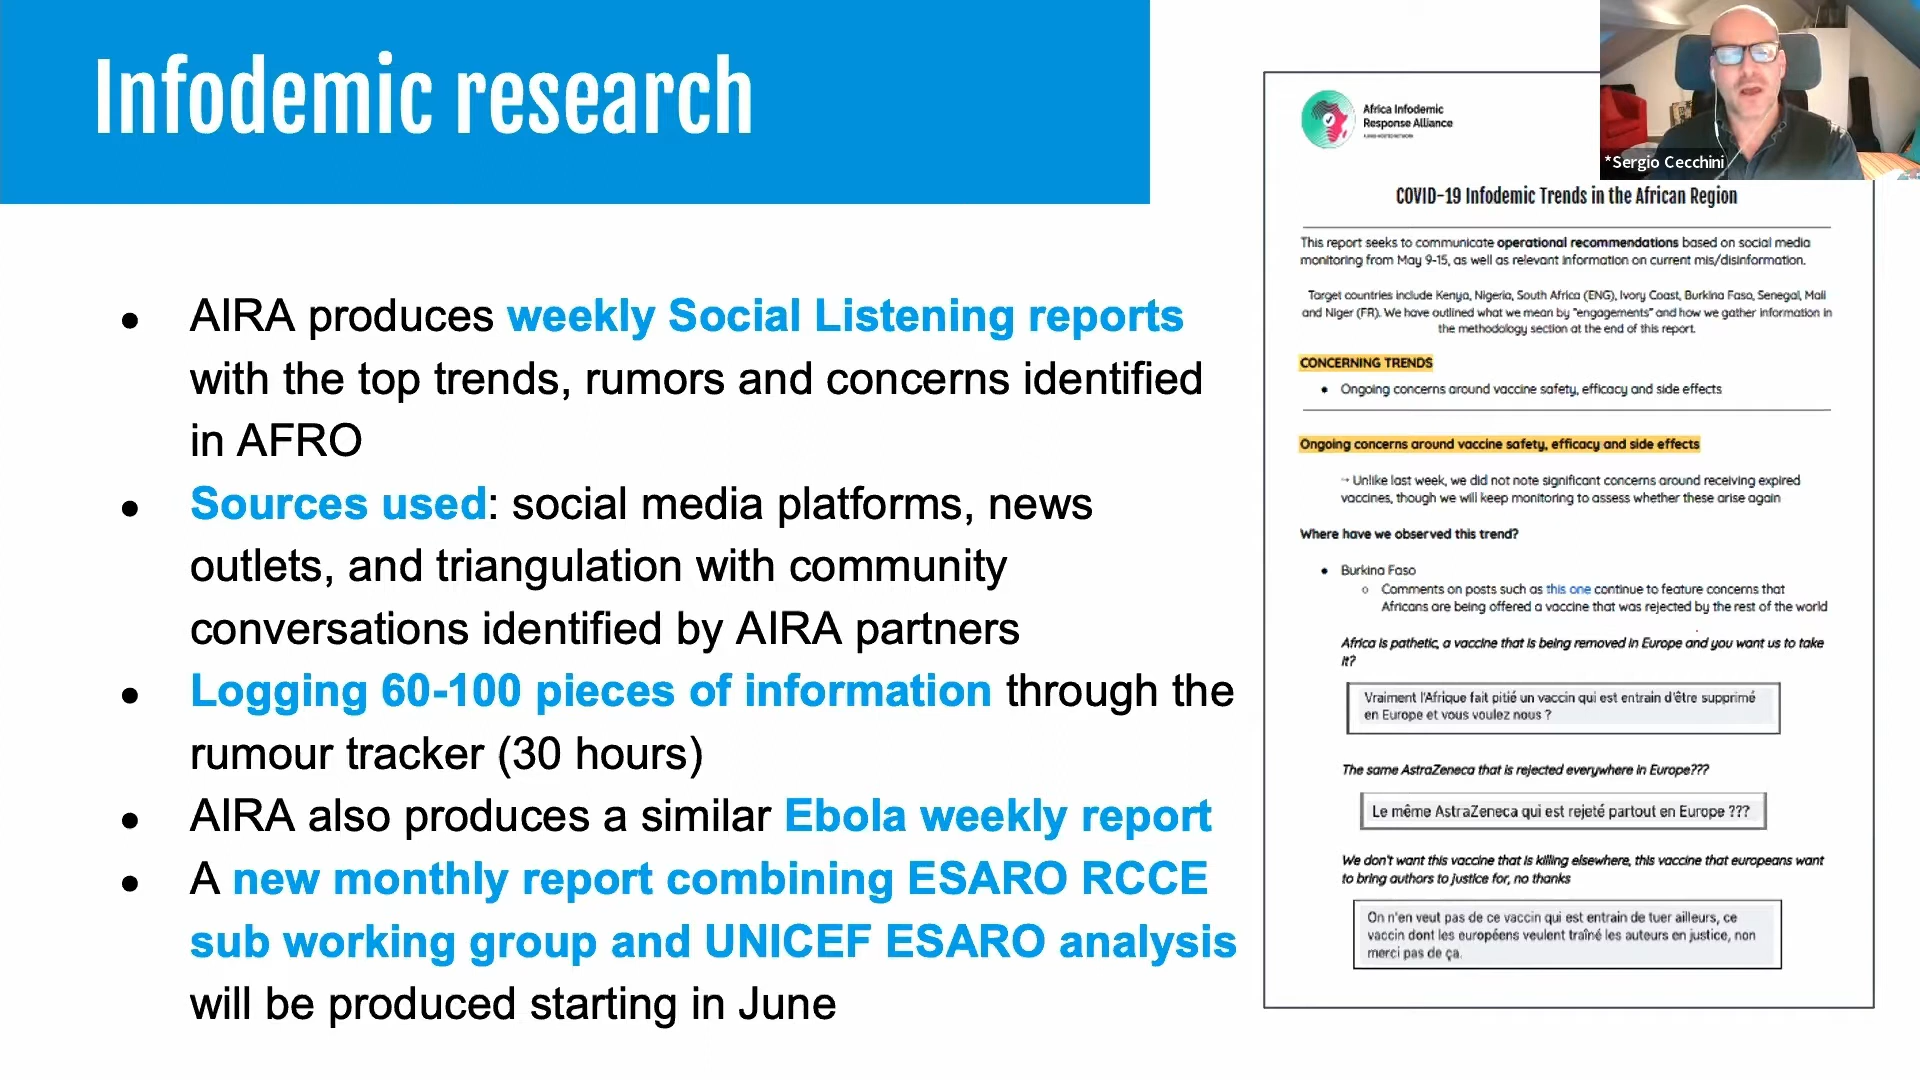 Infodemic research
● AIRA produces weekly Social Listening reports
with the top trends, rumors and concerns identified
in AFRO
● Sources used: social media platforms, news
outlets, and triangulation with community
conversations identified by AIRA partners
● Logging 60-100 pieces of information through the
rumour tracker (30 hours)
● AIRA also produces a similar Ebola weekly report
● A new monthly report combining ESARO RCCE
sub working group and UNICEF ESARO analysis
will be produced starting in June
*Sergio Cecchini
Africa Infodemic
Response Alliance
COVID-19 Infodemic Trends in the African Region
This report seeks to communicate operational recommendations based on social media
monitoring from May 9-15, as well as relevant information on current mis/disinformation.
Target countries include Kenya, Nigeria, South Africa (ENG), Ivory Coast, Burkina Faso, Senegal, Mali
and Niger (FR). We have outlined what we mean by "engagements" and how we gather information in
the methodology section at the end of this report.
CONCERNING TRENDS
● Ongoing concerns around vaccine safety, efficacy and side effects
Ongoing concerns around vaccine safety, efficacy and side effects
→ Unlike last week, we did not note significant concerns around receiving expired
vaccines, though we will keep monitoring to assess whether these arise again
Where have we observed this trend?
● Burkina Faso
○ Comments on posts such as this one continue to feature concerns that
Africans are being offered a vaccine that was rejected by the rest of the world
Africa is pathetic, a vaccine that is being removed in Europe and you want us to take
it?
Vraiment l'Afrique fait pitié un vaccin qui est entrain d'être supprimé
en Europe et vous voulez nous ?
The same AstraZeneca that is rejected everywhere in Europe???
Le même AstraZeneca qui est rejeté partout en Europe ???
We don't want this vaccine that is killing elsewhere, this vaccine that europeans want
to bring authors to justice for, no thanks
On n'en veut pas de ce vaccin qui est entrain de tuer ailleurs, ce
vaccin dont les européens veulent traîné les auteurs en justice, non
merci pas de ça.